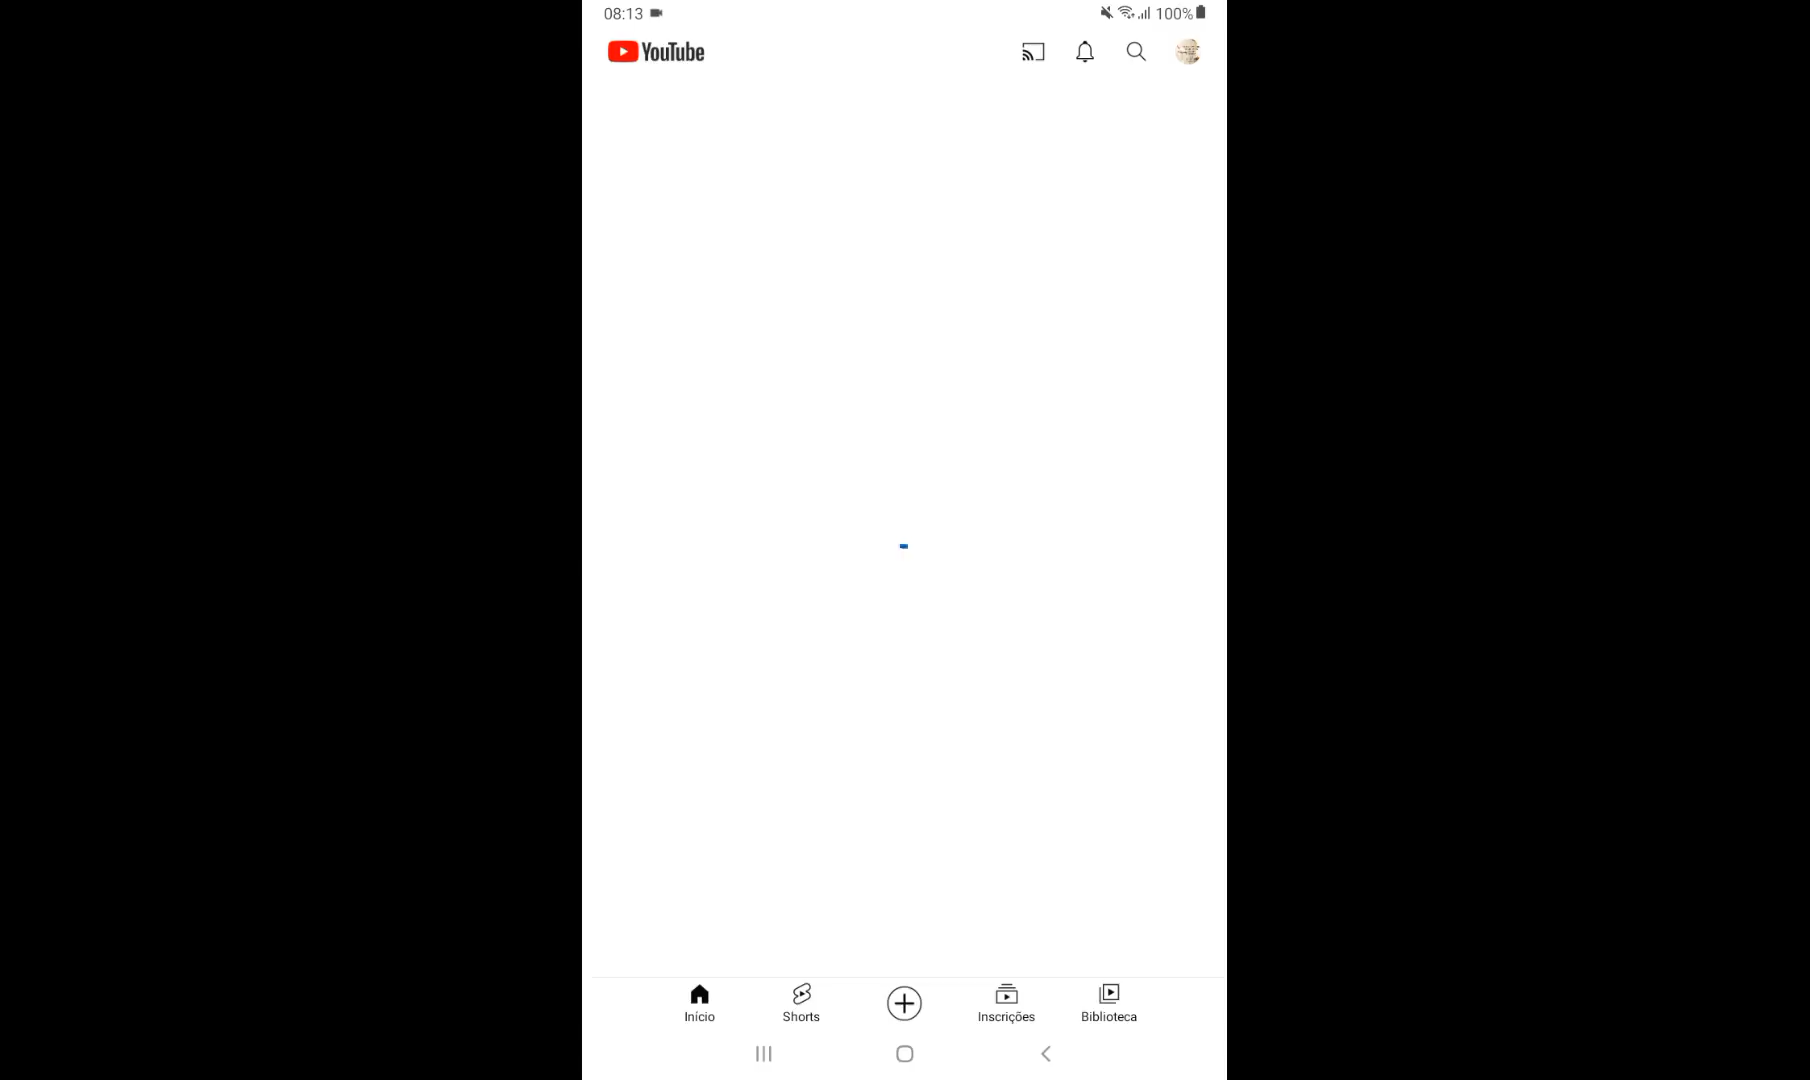 08:13
100%
YouTube
Início
Shorts
Inscrições
Biblioteca